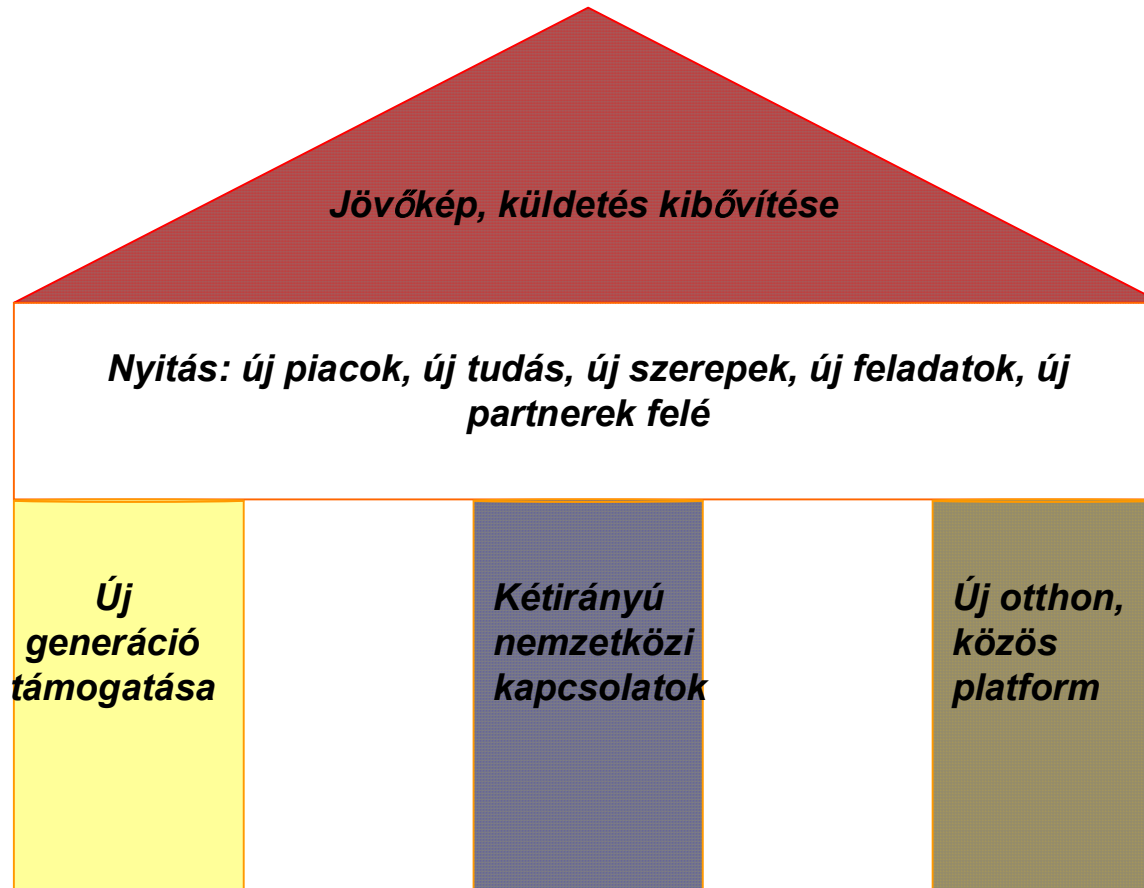 Jövőkép, küldetés kibővítése
Nyitás: új piacok, új tudás, új szerepek, új feladatok, új
partnerek felé
Új
generáció
támogatása
Kétirányú
nemzetközi
kapcsolatok
Új otthon,
közös
platform